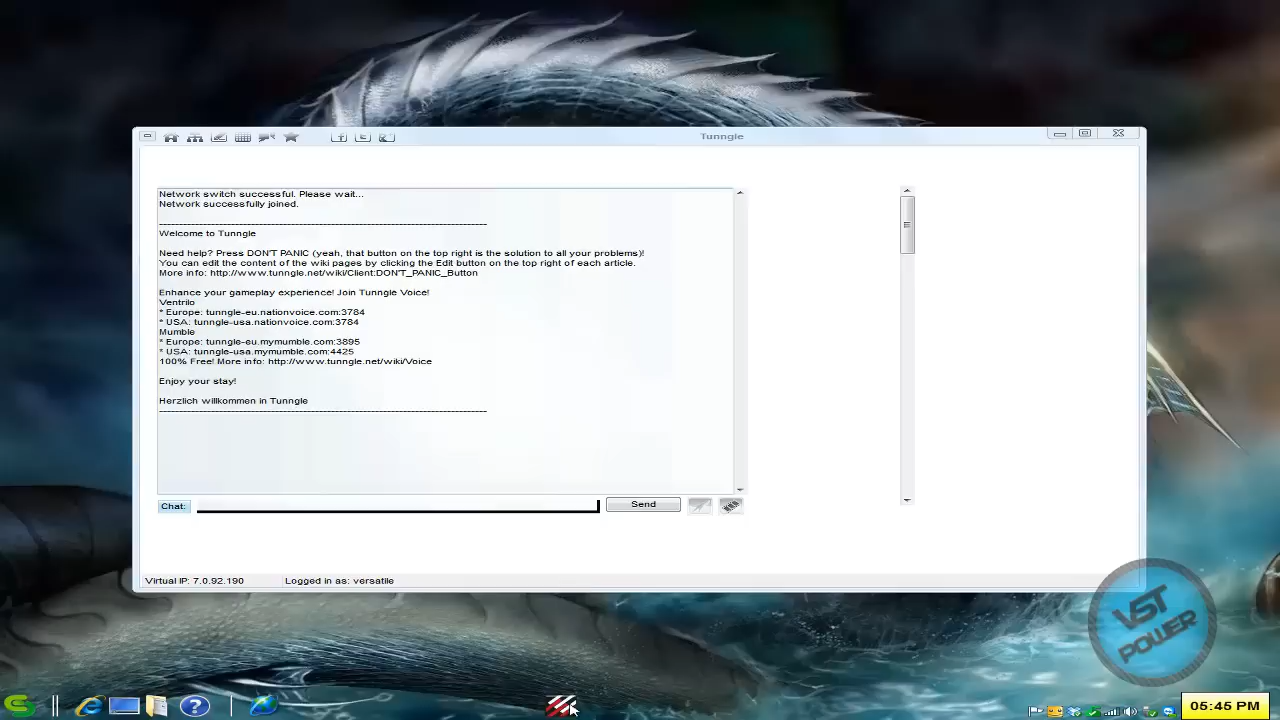 Tunngle
Network switch successful. Please wait...
Network successfully joined.
--------------------------------------------------------------------------------
Welcome to Tunngle
Need help? Press DON'T PANIC (yeah, that button on the top right is the solution to all your problems)!
You can edit the content of the wiki pages by clicking the Edit button on the top right of each article.
More info: http://www.tunngle.net/wiki/Client:DON'T_PANIC_Button
Enhance your gameplay experience! Join Tunngle Voice!
Ventrilo
* Europe: tunngle-eu.nationvoice.com:3784
* USA: tunngle-usa.nationvoice.com:3784
Mumble
* Europe: tunngle-eu.mymumble.com:3895
* USA: tunngle-usa.mymumble.com:4425
100% Free! More info: http://www.tunngle.net/wiki/Voice
Enjoy your stay!
Herzlich willkommen in Tunngle
--------------------------------------------------------------------------------
Chat: Send
Virtual IP: 7.0.92.190 Logged in as: versatile
VST
POWER
05:45 PM